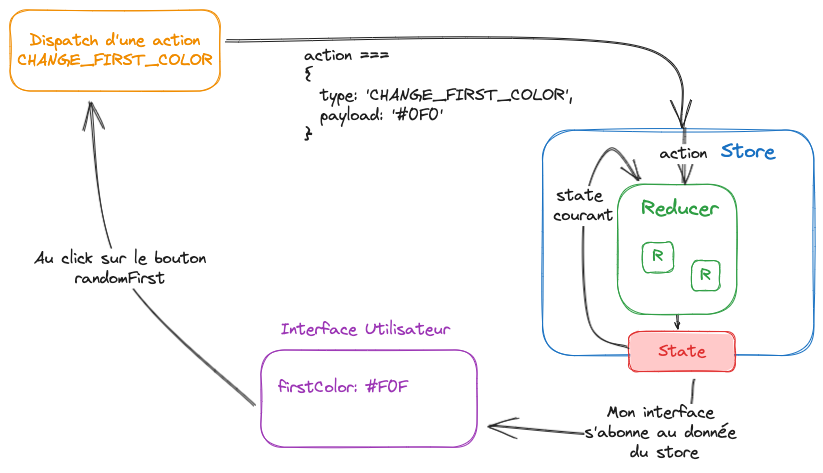 Dispatch d'une action
CHANGE_FIRST_COLOR
action ===
{
type: 'CHANGE_FIRST_COLOR',
payload: '#0F0'
}
action
Store
state
courant
Reducer
R
R
State
Au click sur le bouton
randomFirst
Interface Utilisateur
firstColor: #F0F
Mon interface
s'abonne au donnée
du store